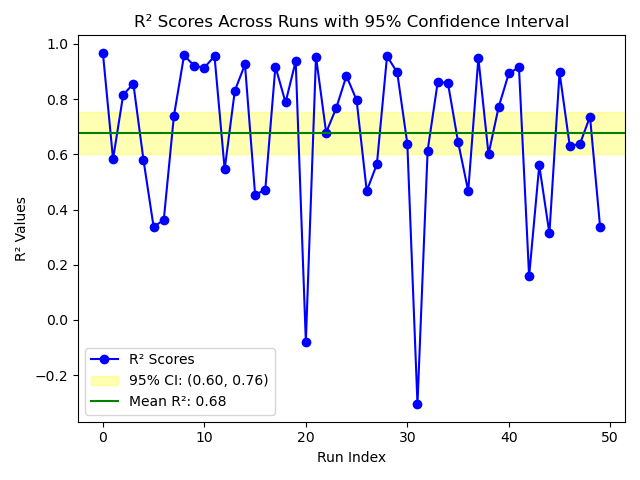 R² Scores Across Runs with 95% Confidence Interval
1.0
0.8
0.6
0.4
0.2
0.0
−0.2
R² Values
R² Scores
95% CI: (0.60, 0.76)
Mean R²: 0.68
0 10 20 30 40 50
Run Index